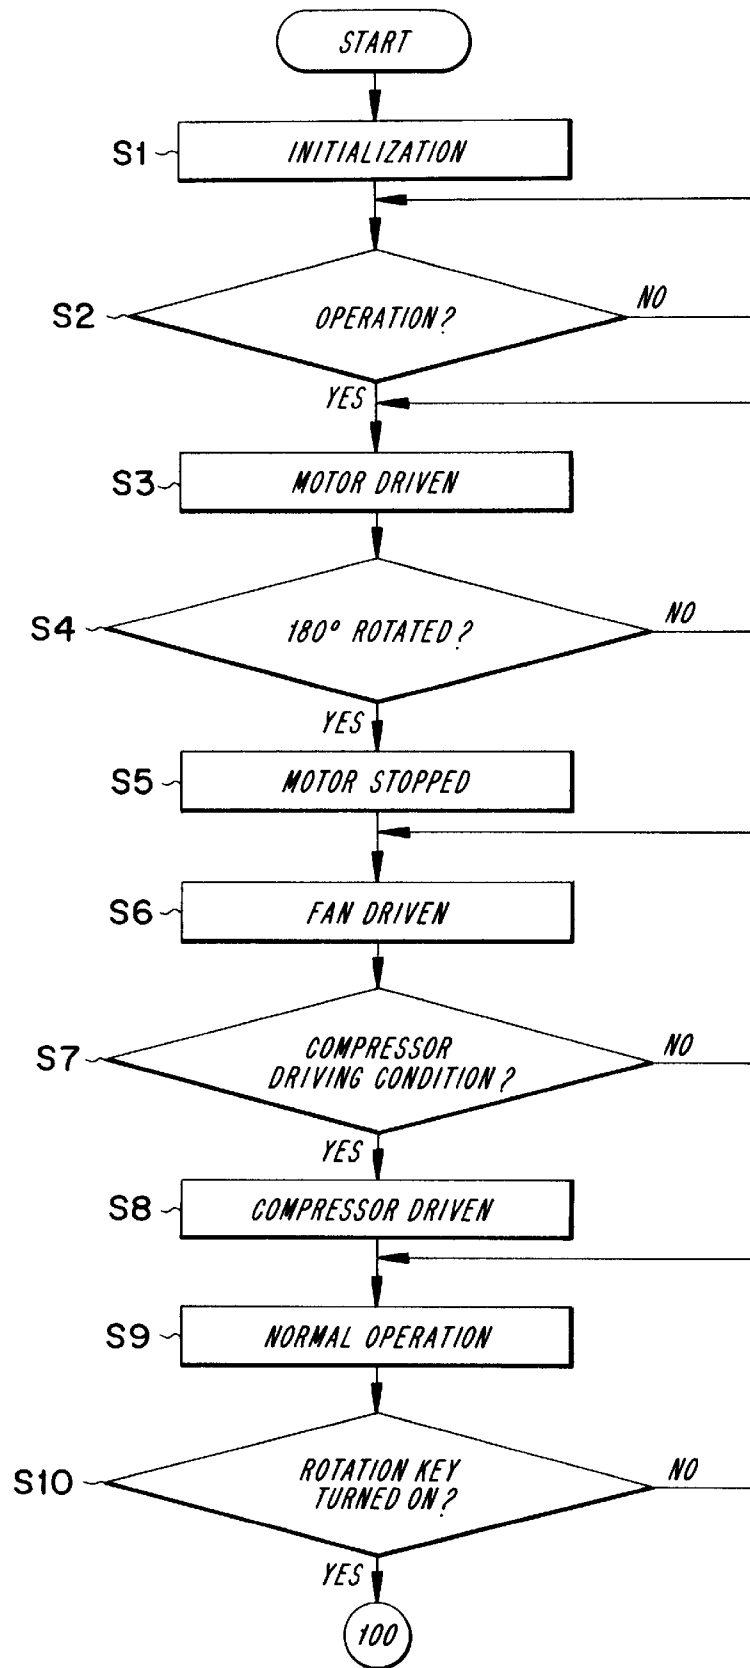 START
S1
INITIALIZATION
S2
OPERATION?
NO
YES
S3
MOTOR DRIVEN
S4
180° ROTATED?
NO
YES
S5
MOTOR STOPPED
S6
FAN DRIVEN
S7
COMPRESSOR
DRIVING CONDITION?
NO
YES
S8
COMPRESSOR DRIVEN
S9
NORMAL OPERATION
S10
ROTATION KEY
TURNED ON?
NO
YES
100